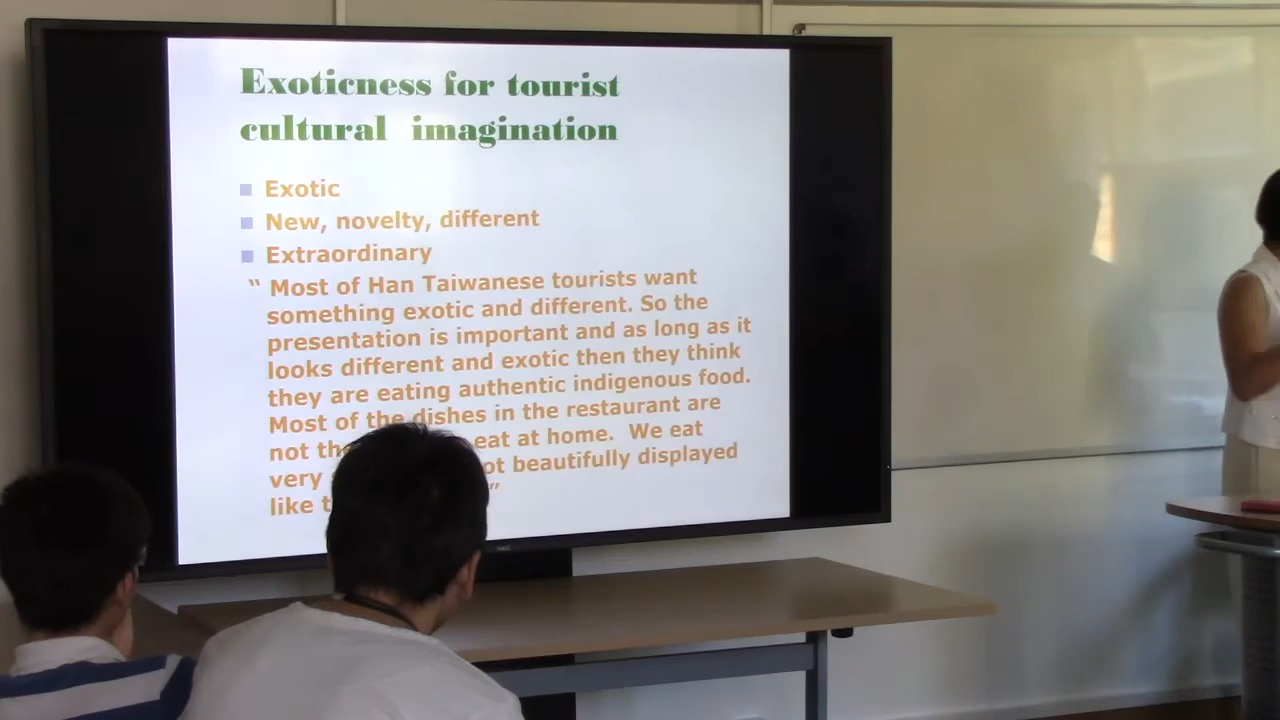 Exoticness for tourist
cultural imagination
Exotic
New, novelty, different
Extraordinary
“ Most of Han Taiwanese tourists want
something exotic and different. So the
presentation is important and as long as it
looks different and exotic then they think
they are eating authentic indigenous food.
Most of the dishes in the restaurant are
not eat at home. We eat
very beautifully displayed
like ”
NEC